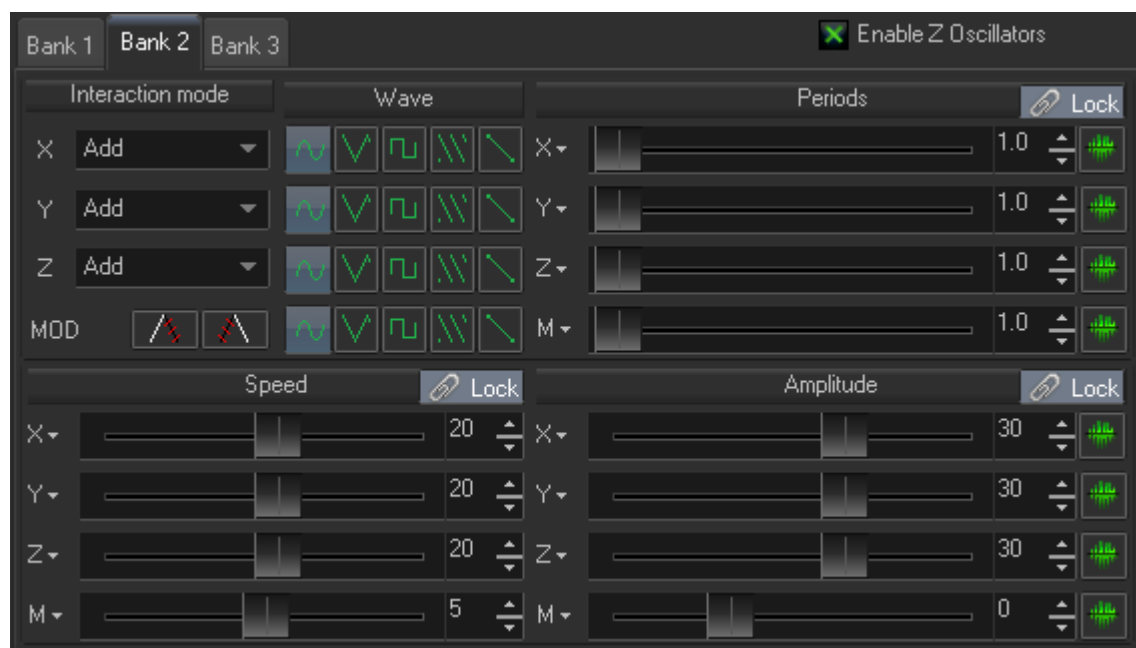 Bank 1 Bank 2 Bank 3 Enable Z Oscillators
Interaction mode Wave Periods Lock
X Add X 1.0
Y Add Y 1.0
Z Add Z 1.0
MOD M 1.0
Speed Lock Amplitude Lock
X 20 X 30
Y 20 Y 30
Z 20 Z 30
M 5 M 0